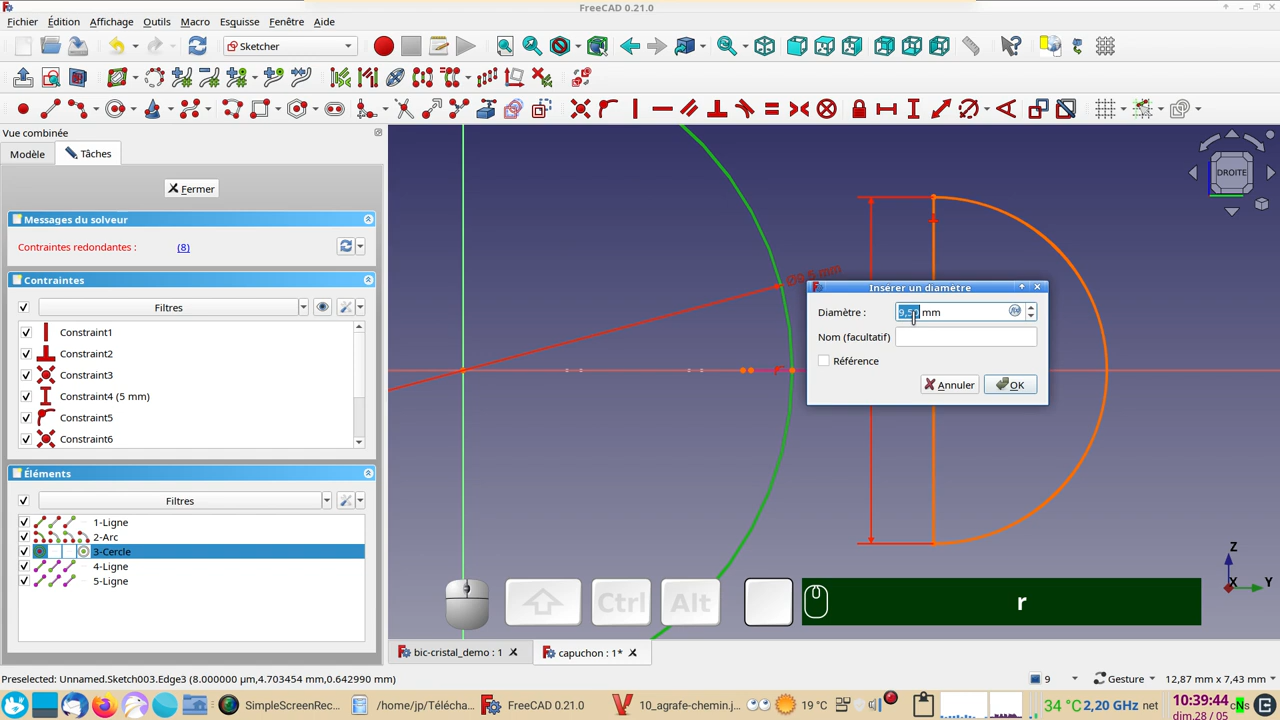 FreeCAD 0.21.0
Fichier Édition Affichage Outils Macro Esquisse Fenêtre Aide
Sketcher
Vue combinée
Modèle Tâches
Fermer
Messages du solveur
Contraintes redondantes : (8)
Contraintes
Filtres
Constraint1
Constraint2
Constraint3
Constraint4 (5 mm)
Constraint5
Constraint6
Éléments
Filtres
1-Ligne
2-Arc
3-Cercle
4-Ligne
5-Ligne
DROITE
Insérer un diamètre
Diamètre : mm
Nom (facultatif)
Référence
Annuler OK
Z
X Y
Ctrl Alt r
bic-cristal_demo : 1 capuchon : 1*
Preselected: Unnamed.Sketch003.Edge3 (8.000000 µm,4.703454 mm,0.642990 mm) 9 Gesture 12,87 mm x 7,43 mm
SimpleScreenRec... /home/jp/Télécha... FreeCAD 0.21.0 10_agrafe-chemin.j... 19 °C 34 °C 2,20 GHz net 10:39:44
dim. 28 / 05